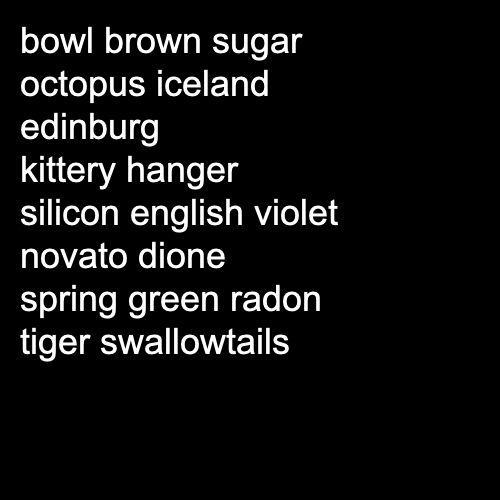 bowl brown sugar
octopus iceland
edinburg
kittery hanger
silicon english violet
novato dione
spring green radon
tiger swallowtails